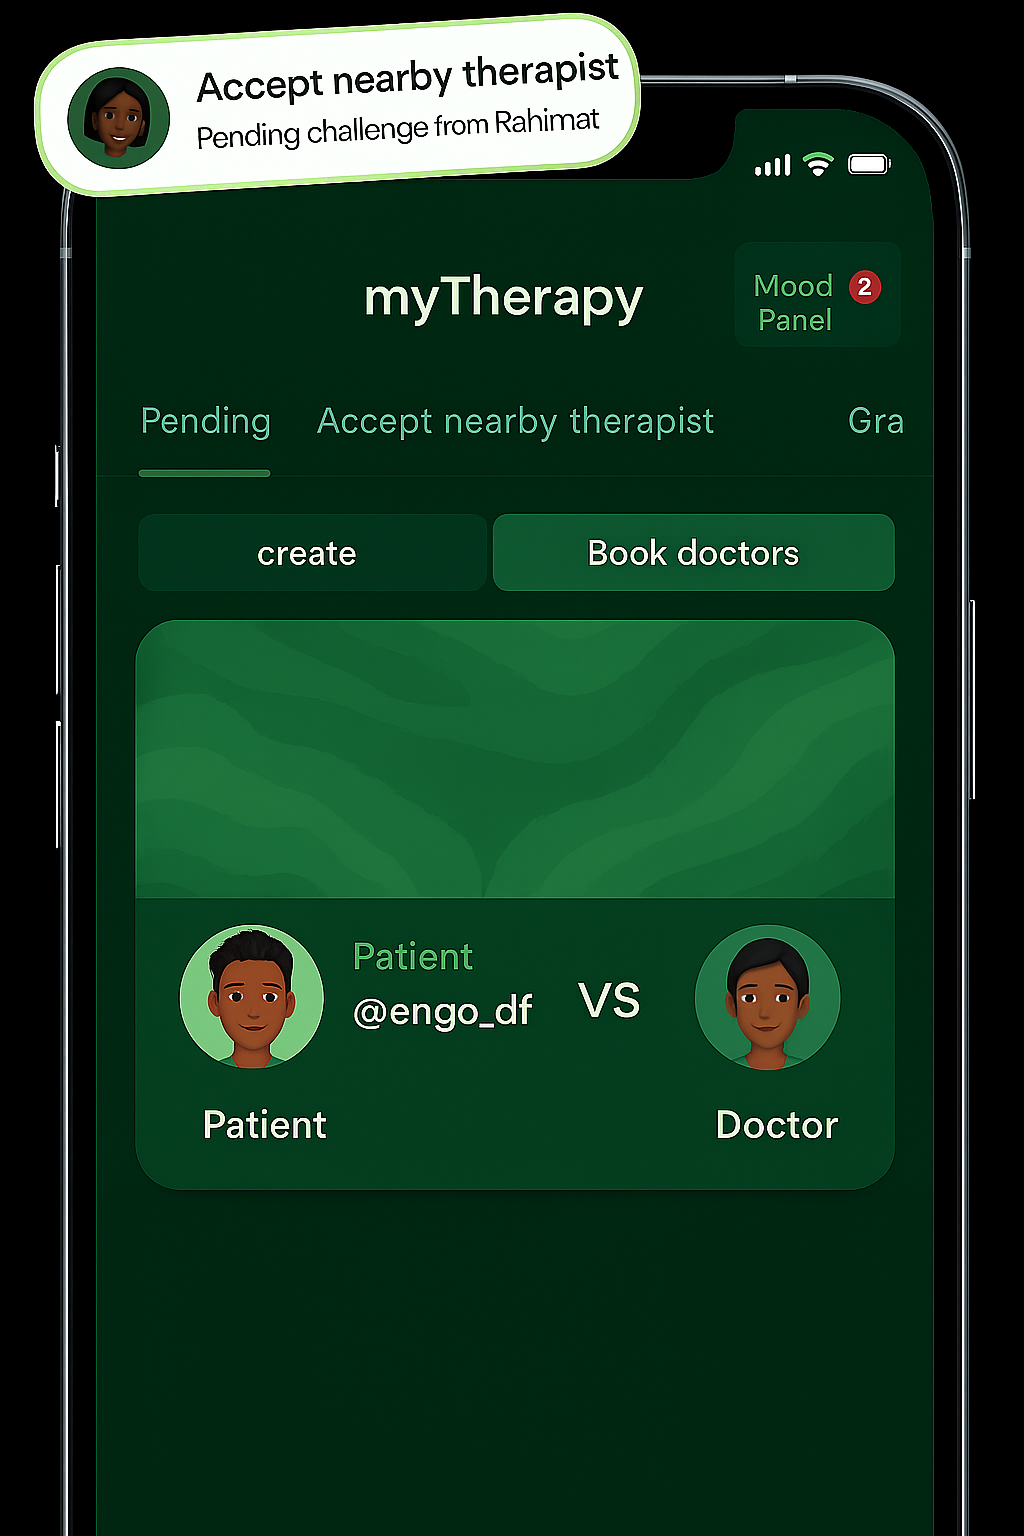 Accept nearby therapist
Pending challenge from Rahimat
myTherapy
Mood 2
Panel
Pending Accept nearby therapist Gra
create Book doctors
Patient
@engo_df VS
Patient Doctor